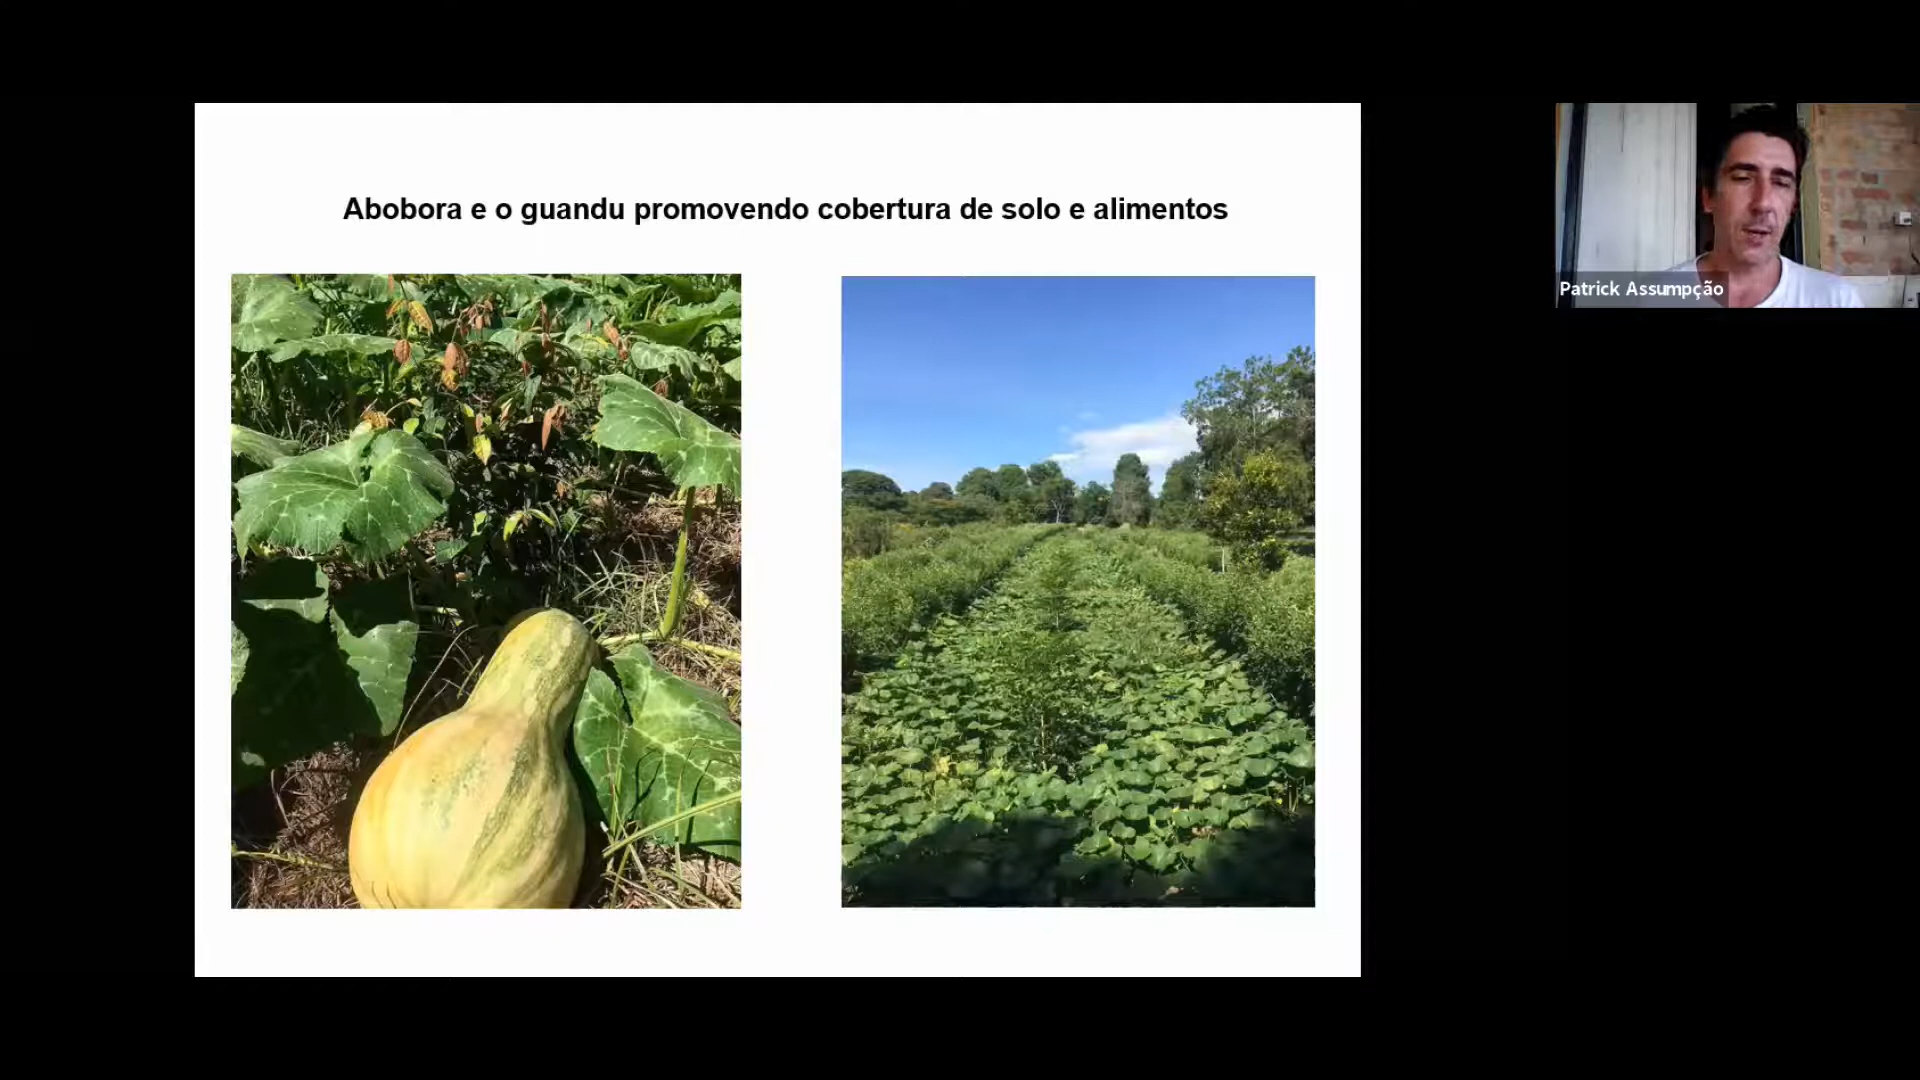 Abobora e o guandu promovendo cobertura de solo e alimentos
Patrick Assumpção